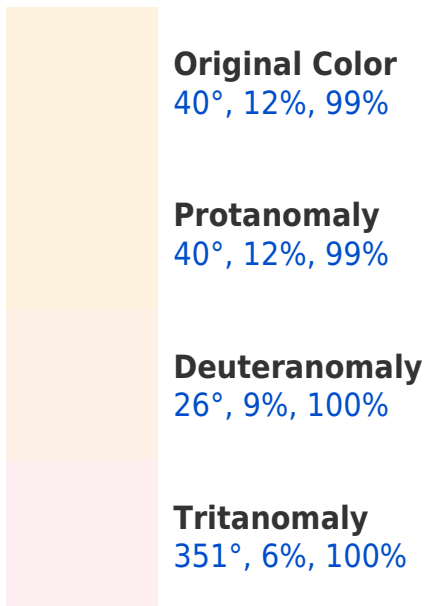 Original Color
40°, 12%, 99%
Protanomaly
40°, 12%, 99%
Deuteranomaly
26°, 9%, 100%
Tritanomaly
351°, 6%, 100%